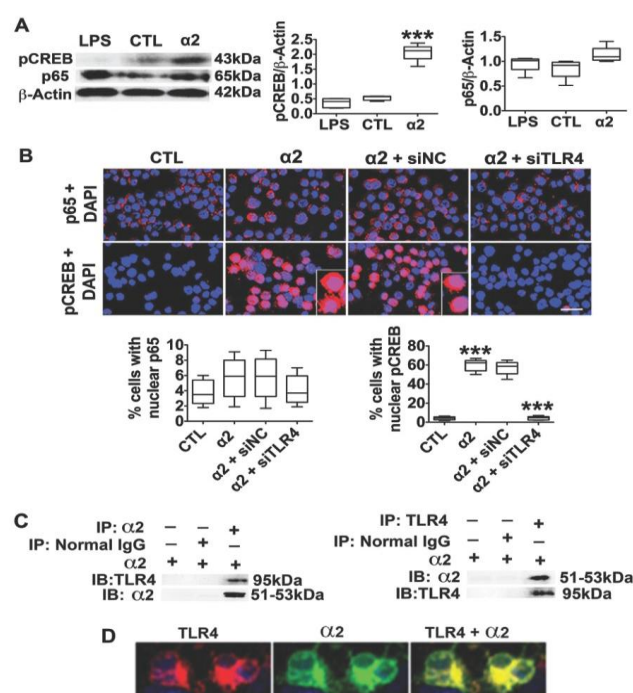 A
LPS CTL α2
pCREB 43kDa
p65 65kDa
β-Actin 42kDa
pCREB/β-Actin
2.5
2.0
1.5
1.0
0.5
0.0
***
LPS CTL α2
p65/β-Actin
1.5
1.0
0.5
0.0
LPS CTL α2
B
CTL α2 α2 + siNC α2 + siTLR4
p65 +
DAPI
pCREB +
DAPI
% cells with
nuclear p65
10
8
6
4
2
0
CTL
α2
α2 + siNC
α2 + siTLR4
% cells with
nuclear pCREB
80
60
40
20
0
***
***
CTL
α2
α2 + siNC
α2 + siTLR4
C
IP: α2 – – +
IP: Normal IgG – + –
α2 + + +
IB:TLR4 95kDa
IB: α2 51-53kDa
IP: TLR4 – – +
IP: Normal IgG – + –
α2 + + +
IB: α2 51-53kDa
IB:TLR4 95kDa
D
TLR4 α2 TLR4 + α2